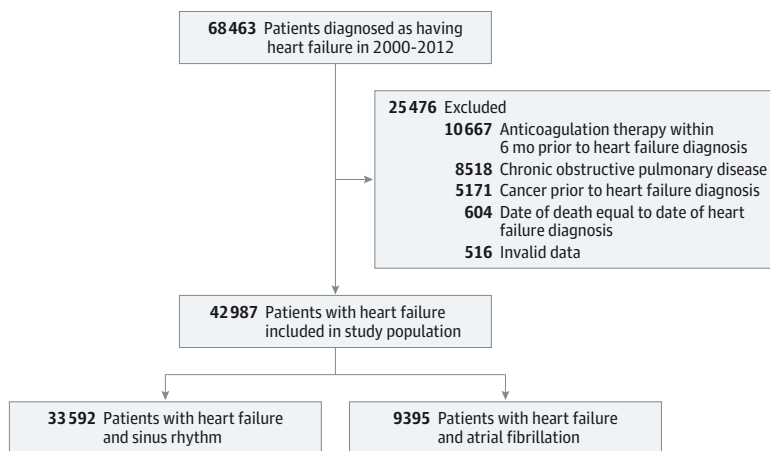 68463 Patients diagnosed as having
heart failure in 2000-2012
25476 Excluded
10667 Anticoagulation therapy within
6 mo prior to heart failure diagnosis
8518 Chronic obstructive pulmonary disease
5171 Cancer prior to heart failure diagnosis
604 Date of death equal to date of heart
failure diagnosis
516 Invalid data
42987 Patients with heart failure
included in study population
33592 Patients with heart failure
and sinus rhythm
9395 Patients with heart failure
and atrial fibrillation